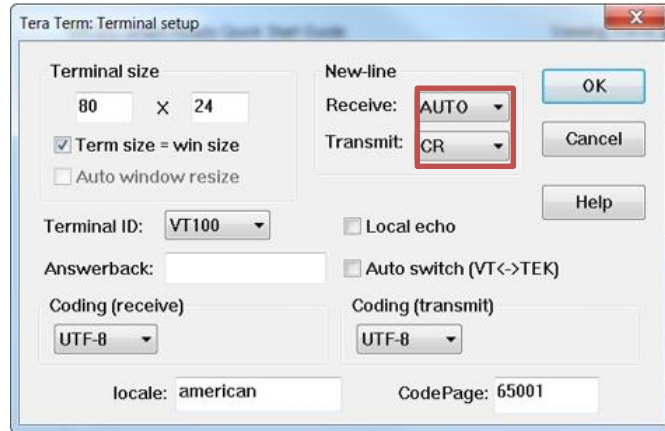 Tera Term: Terminal setup
Terminal size
80 X 24
Term size = win size
Auto window resize
New-line
Receive: AUTO
Transmit: CR
OK
Cancel
Help
Terminal ID: VT100
Local echo
Answerback:
Auto switch (VT<->TEK)
Coding (receive)
UTF-8
Coding (transmit)
UTF-8
locale: american
CodePage: 65001